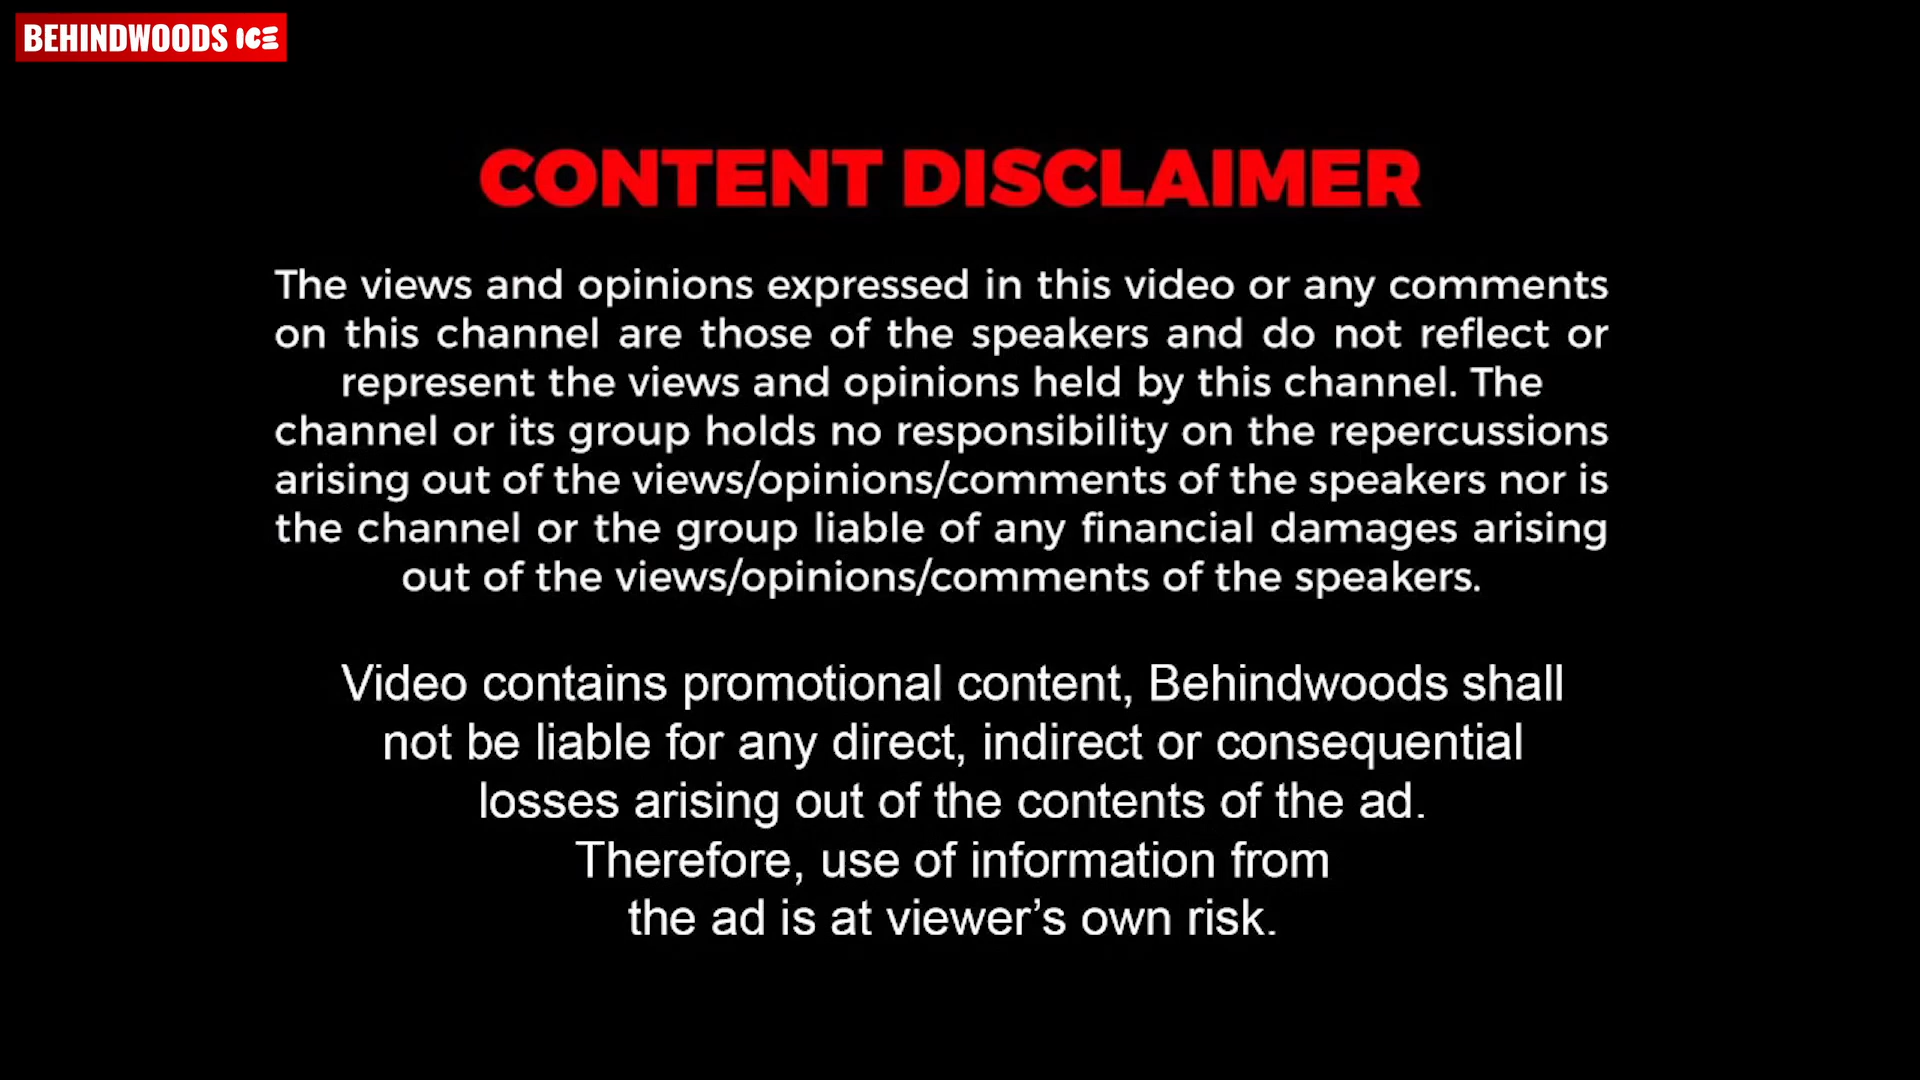 BEHINDWOODS ICE
CONTENT DISCLAIMER
The views and opinions expressed in this video or any comments
on this channel are those of the speakers and do not reflect or
represent the views and opinions held by this channel. The
channel or its group holds no responsibility on the repercussions
arising out of the views/opinions/comments of the speakers nor is
the channel or the group liable of any financial damages arising
out of the views/opinions/comments of the speakers.
Video contains promotional content, Behindwoods shall
not be liable for any direct, indirect or consequential
losses arising out of the contents of the ad.
Therefore, use of information from
the ad is at viewer’s own risk.